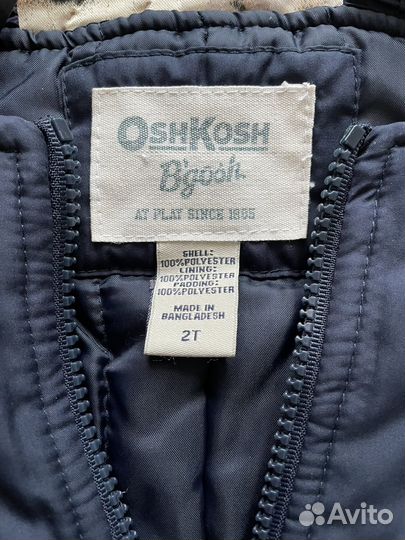 OSHKOSH
B'gosh
AT PLAY SINCE 1895
SHELL:
100%POLYESTER
LINING:
100%POLYESTER
PADDING:
100%POLYESTER
MADE IN
BANGLADESH
2T
Avito